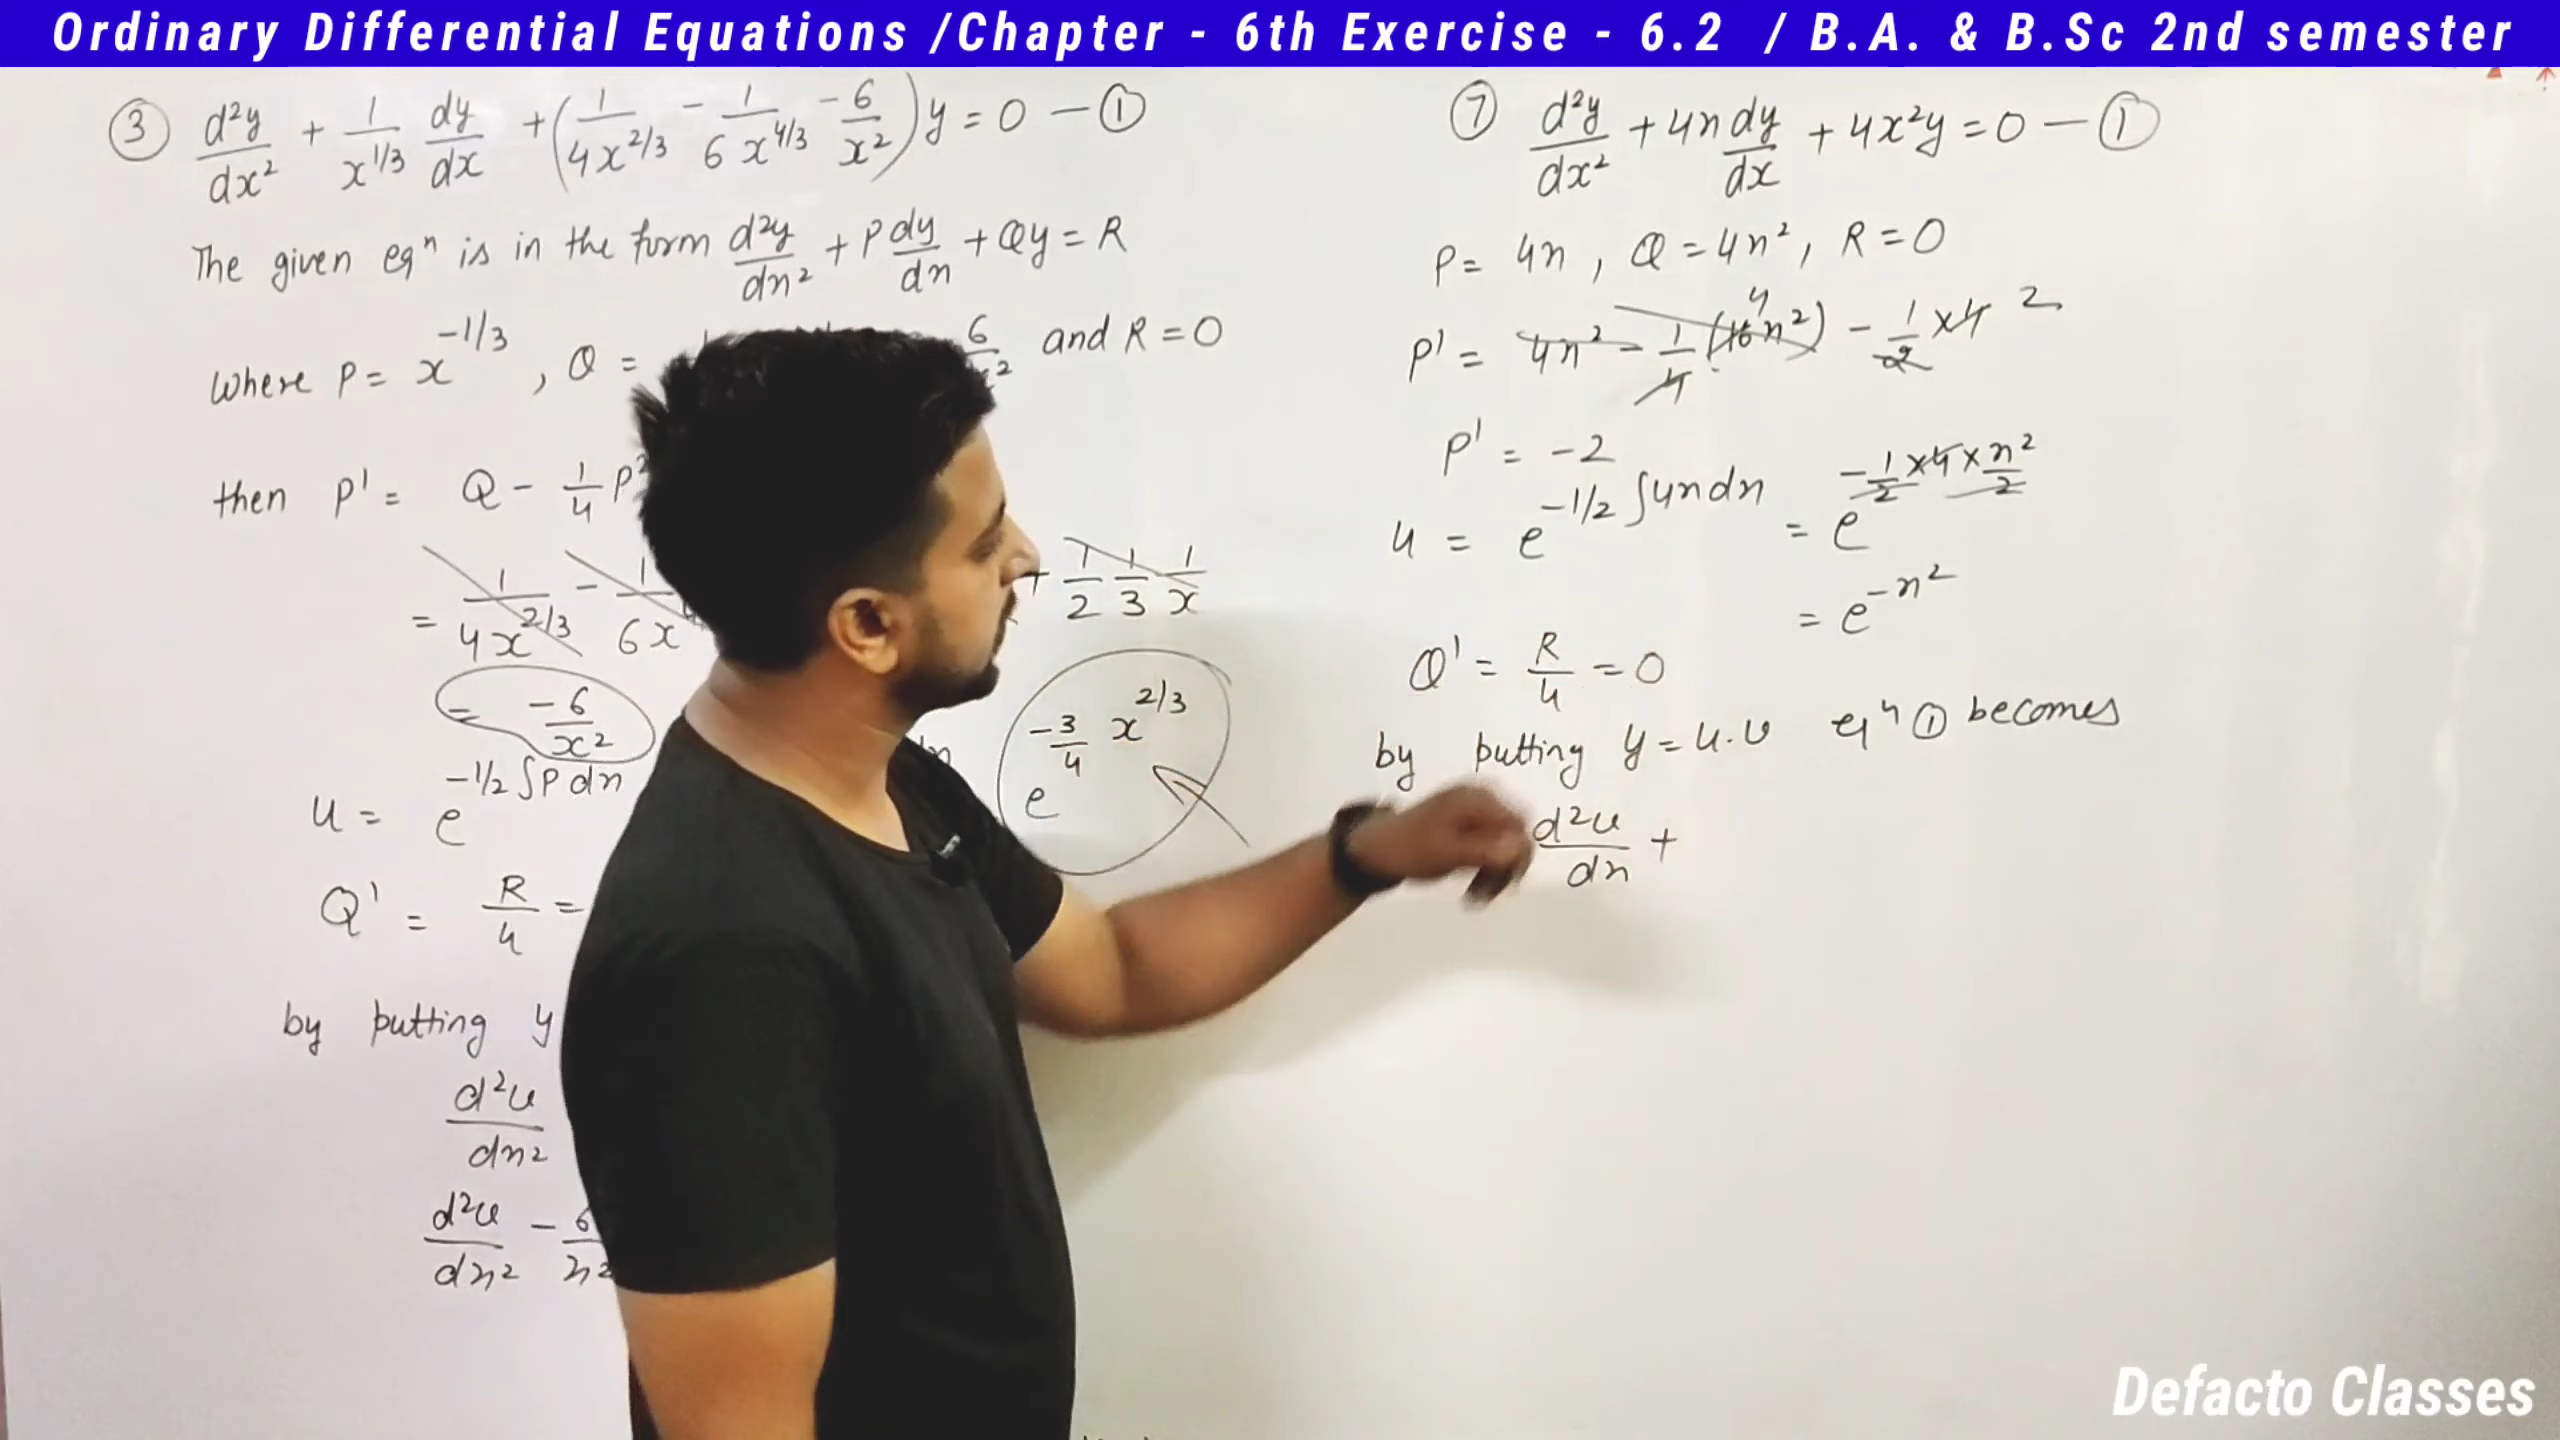 Ordinary Differential Equations /Chapter - 6th Exercise - 6.2 / B.A. & B.Sc 2nd semester
③ d²y/dx² + 1/x^1/3 dy/dx + (1/4x^2/3 - 1/6x^4/3 - 6/x²) y = 0 — ①
The given eqⁿ is in the form d²y/dn² + P dy/dn + Qy = R
Where P = x^-1/3, Q = 6 and R = 0
then P' = Q - 1/4 P²
= 1/4x^2/3 - 1/6x + 1/2 1/3 1/x
= -6/x²
e^-3/4 x^2/3
u = e^-1/2 ∫P dn
Q' = R/4 =
by putting y
d²u/dn²
d²u/dn² - 6/n²
⑦ d²y/dx² + 4n dy/dx + 4x²y = 0 — ①
P = 4n, Q = 4n², R = 0
P' = 4n² - 1/4 (16n²) - 1/2 x 4 2
P' = -2
u = e^-1/2 ∫4n dn = e^-1/2 x 4 x n²/2
= e^-n²
Q' = R/4 = 0
by putting y = u.v eqⁿ ① becomes
d²u/dn +
Defacto Classes